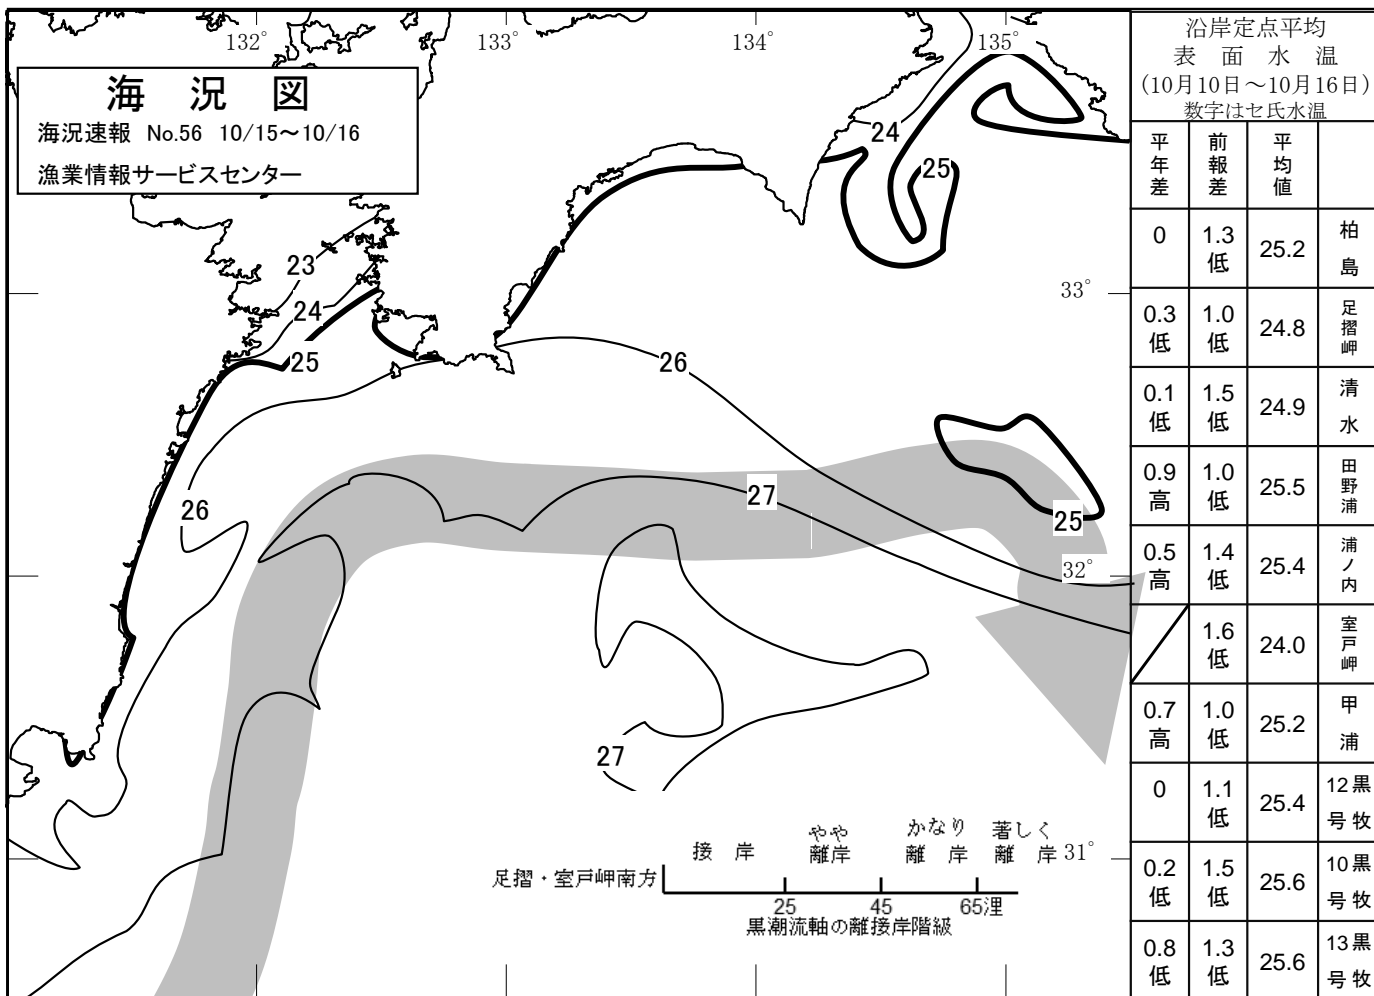 海 況 図
海況速報 No.56 10/15～10/16
漁業情報サービスセンター
132°
133°
134°
135°
33°
32°
31°
23
24
25
26
24
25
26
27
25
27
接 岸
やや
離岸
かなり
離 岸
著しく
離 岸
足摺・室戸岬南方
25
45
65浬
黒潮流軸の離接岸階級
沿岸定点平均
表 面 水 温
(10月10日～10月16日)
数字はセ氏水温
平年差 前報差 平均値
0 1.3低 25.2 柏島
0.3低 1.0低 24.8 足摺岬
0.1低 1.5低 24.9 清水
0.9高 1.0低 25.5 田野浦
0.5高 1.4低 25.4 浦ノ内
1.6低 24.0 室戸岬
0.7高 1.0低 25.2 甲浦
0 1.1低 25.4 黒牧12号
0.2低 1.5低 25.6 黒牧10号
0.8低 1.3低 25.6 黒牧13号